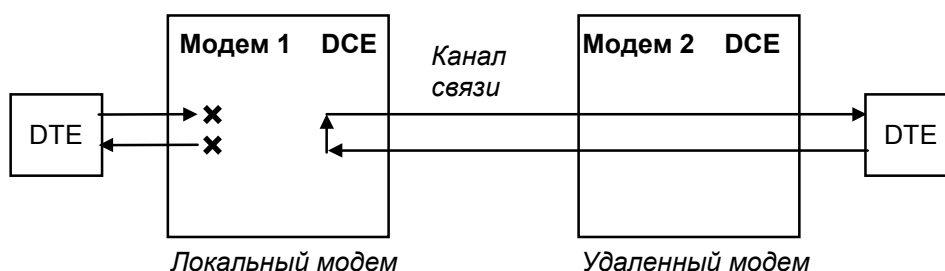 Модем 1 DCE
Модем 2 DCE
Канал
связи
DTE
DTE
Локальный модем
Удаленный модем